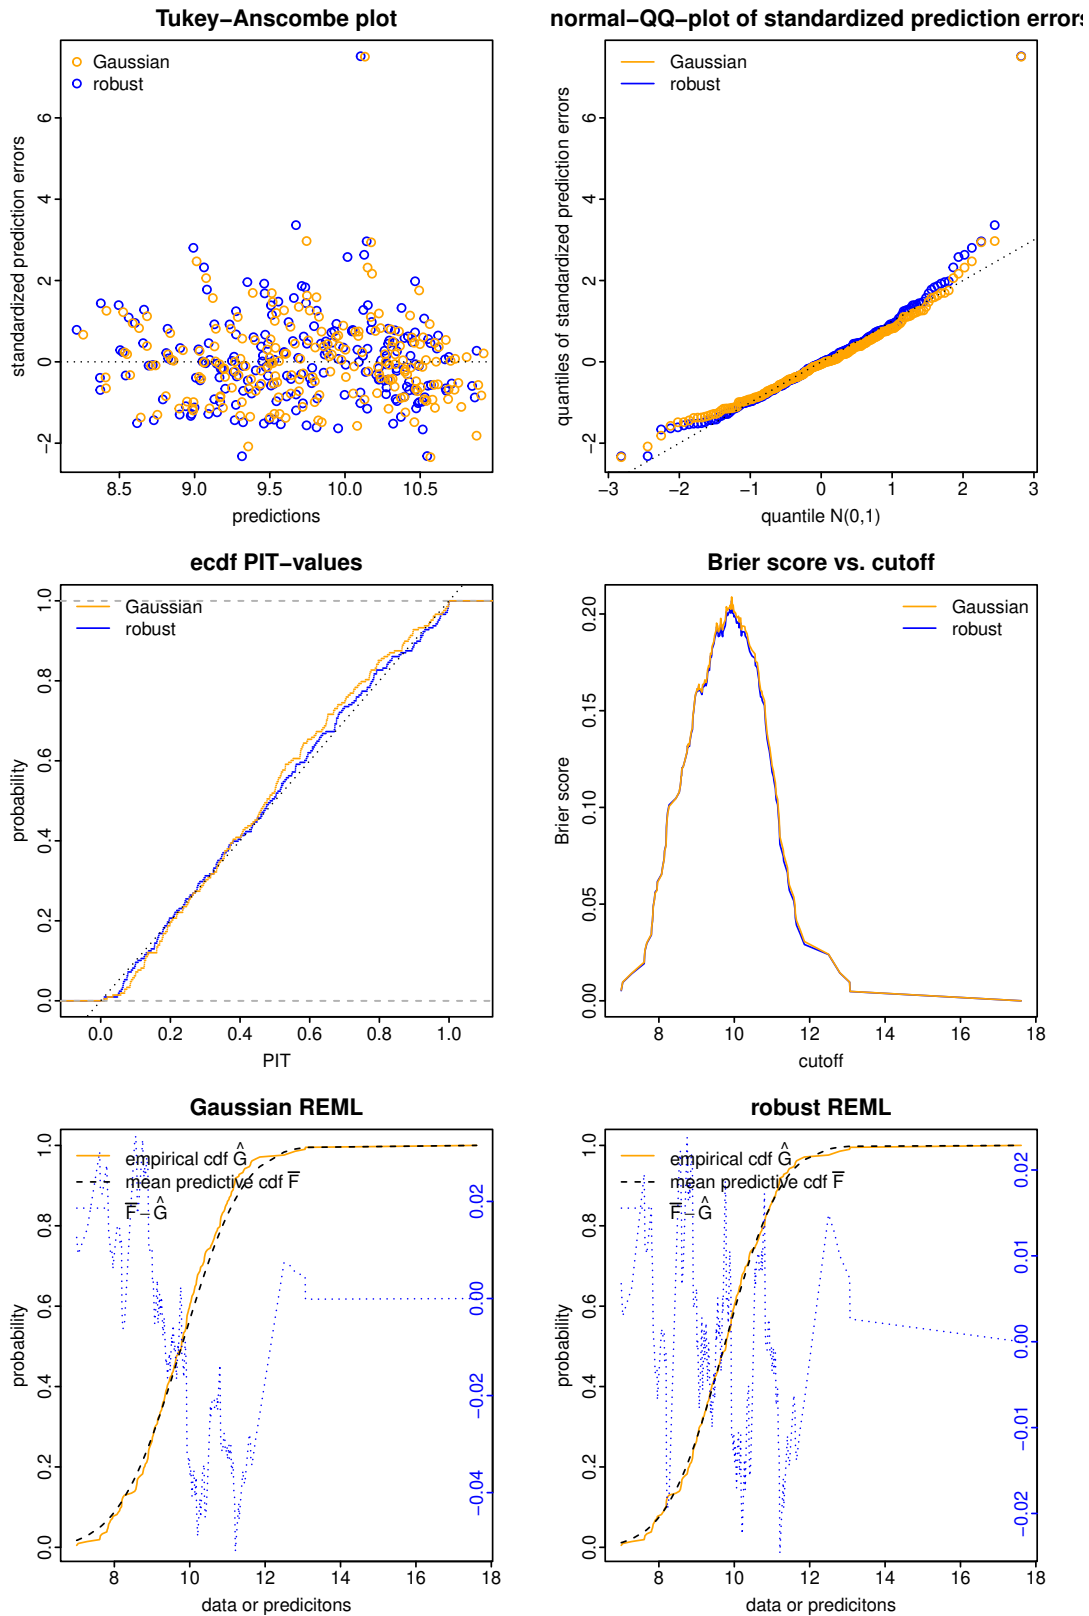 Tukey−Anscombe plot
Gaussian
robust
standardized prediction errors
−2
0
2
4
6
8.5
9.0
9.5
10.0
10.5
predictions
normal−QQ−plot of standardized prediction errors
Gaussian
robust
quantiles of standardized prediction errors
−2
0
2
4
6
−3
−2
−1
0
1
2
3
quantile N(0,1)
ecdf PIT−values
Gaussian
robust
probability
0.0
0.2
0.4
0.6
0.8
1.0
0.0
0.2
0.4
0.6
0.8
1.0
PIT
Brier score vs. cutoff
Gaussian
robust
Brier score
0.00
0.05
0.10
0.15
0.20
8
10
12
14
16
18
cutoff
Gaussian REML
empirical cdf Ĝ
mean predictive cdf F̅
F̅−Ĝ
probability
0.0
0.2
0.4
0.6
0.8
1.0
−0.04
−0.02
0.00
0.02
8
10
12
14
16
18
data or predicitons
robust REML
empirical cdf Ĝ
mean predictive cdf F̅
F̅−Ĝ
probability
0.0
0.2
0.4
0.6
0.8
1.0
−0.02
−0.01
0.00
0.01
0.02
8
10
12
14
16
18
data or predicitons